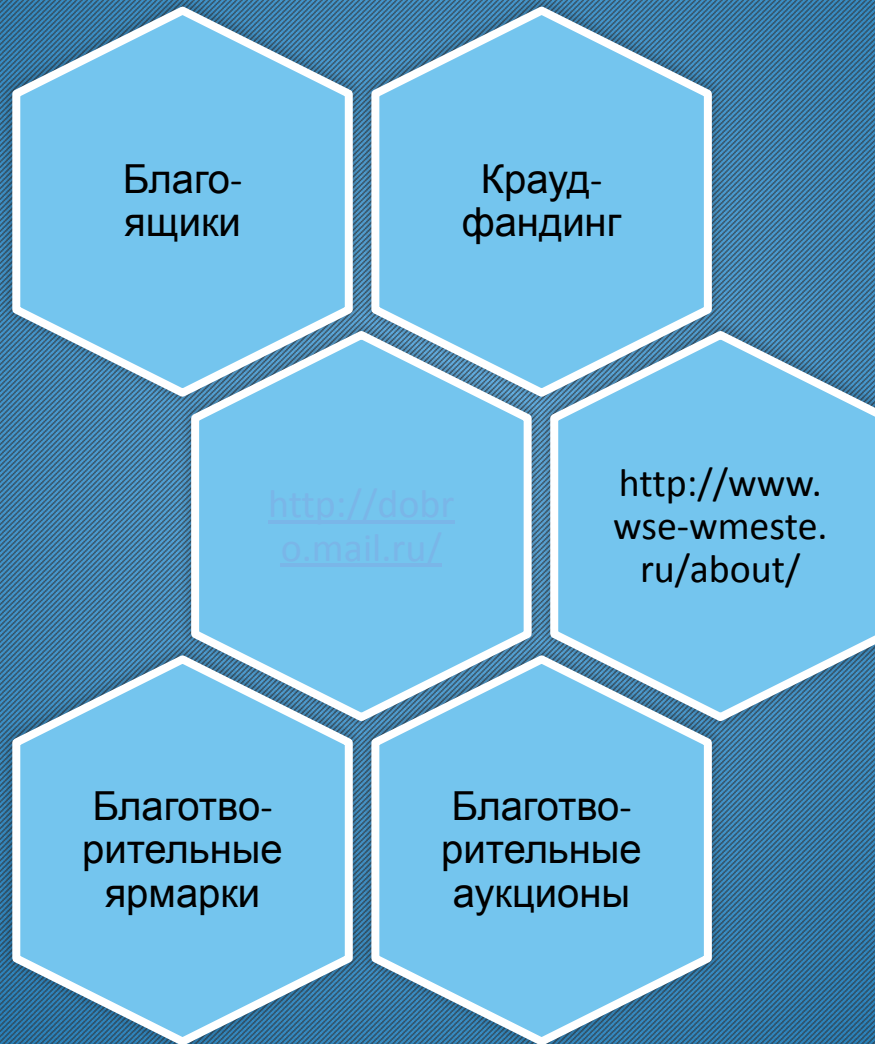 Благо-
ящики
Крауд-
фандинг
http://dobr
o.mail.ru/
http://www.
wse-wmeste.
ru/about/
Благотво-
рительные
ярмарки
Благотво-
рительные
аукционы